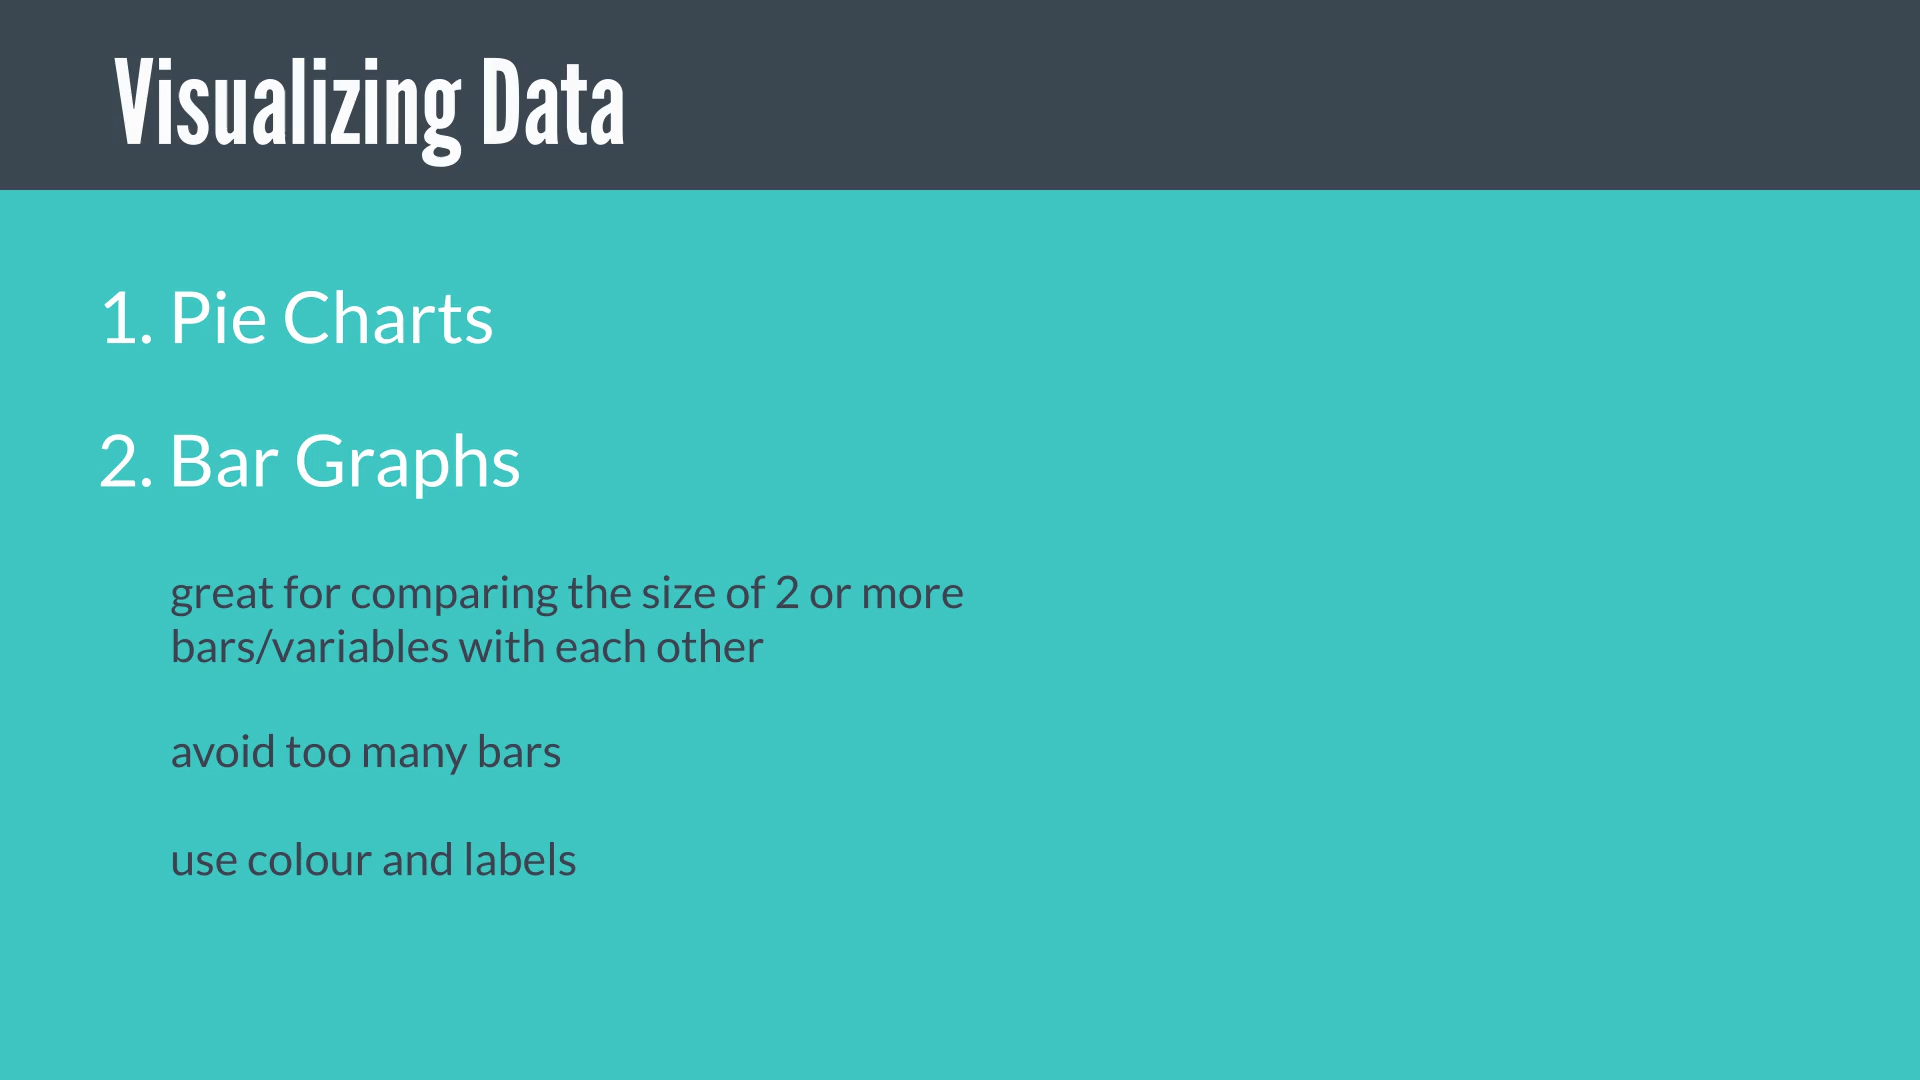 Visualizing Data
1. Pie Charts
2. Bar Graphs
great for comparing the size of 2 or more
bars/variables with each other
avoid too many bars
use colour and labels